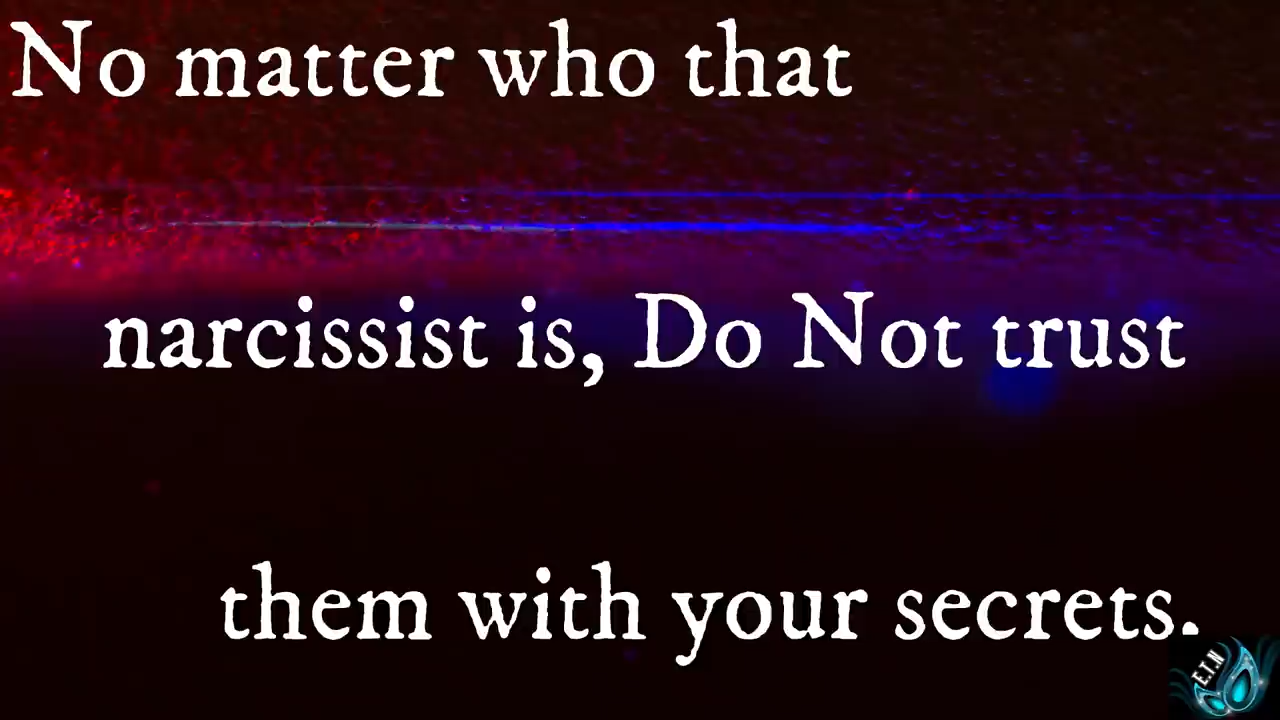 No matter who that
narcissist is, Do Not trust
them with your secrets.
E.T.N